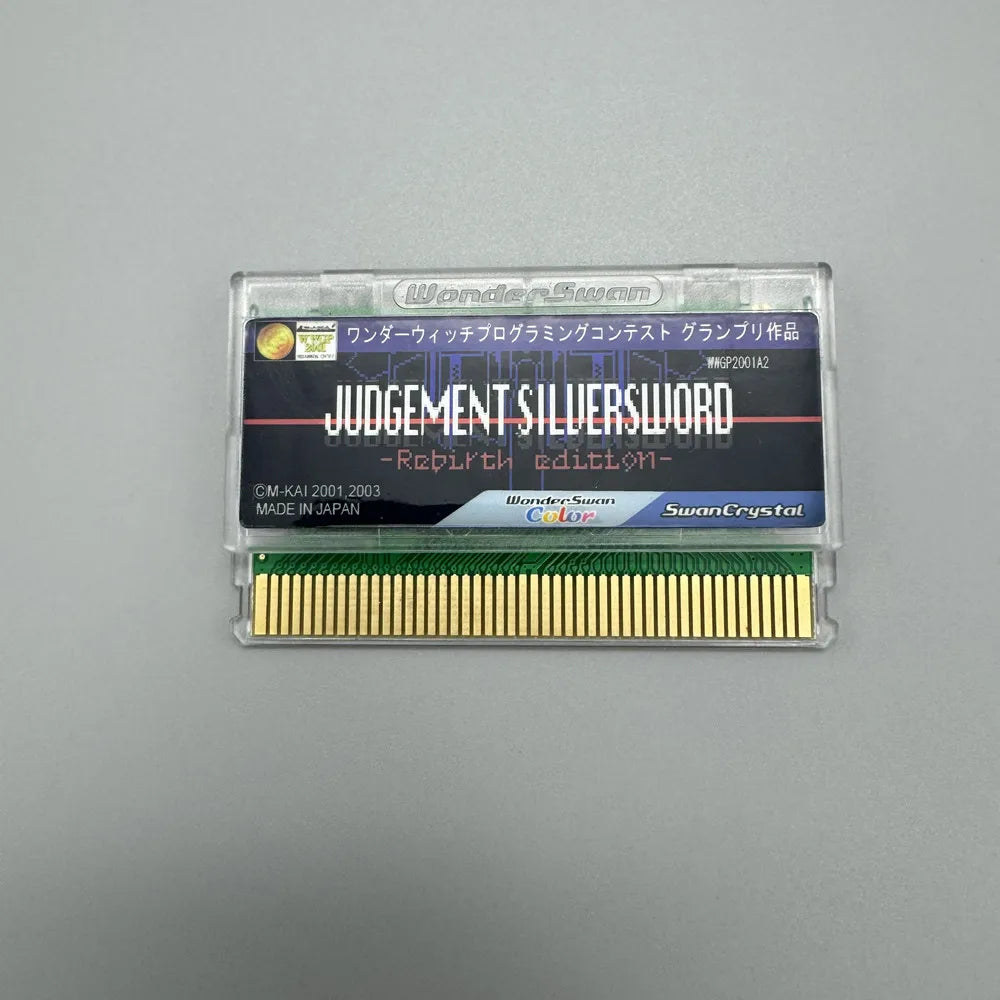 WonderSwan
WWGP
2001
ワンダーウィッチプログラミングコンテスト グランプリ作品
WWGP2001A2
JUDGEMENT SILVERSWORD
-Rebirth edition-
©M-KAI 2001,2003
MADE IN JAPAN
WonderSwan
Color
SwanCrystal